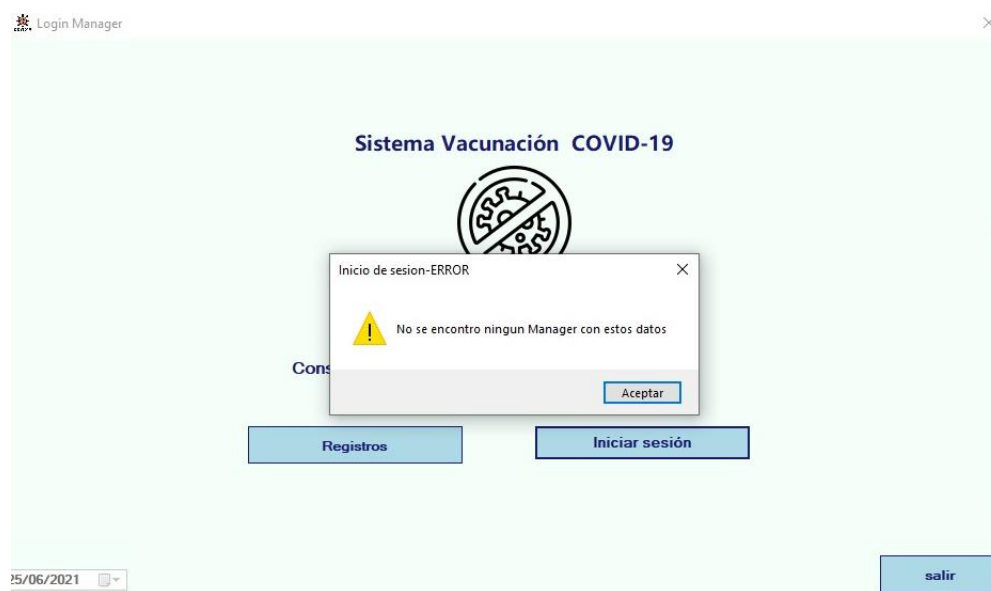 Login Manager
Sistema Vacunación COVID-19
Inicio de sesion-ERROR
No se encontro ningun Manager con estos datos
Aceptar
Registros
Iniciar sesión
25/06/2021
salir